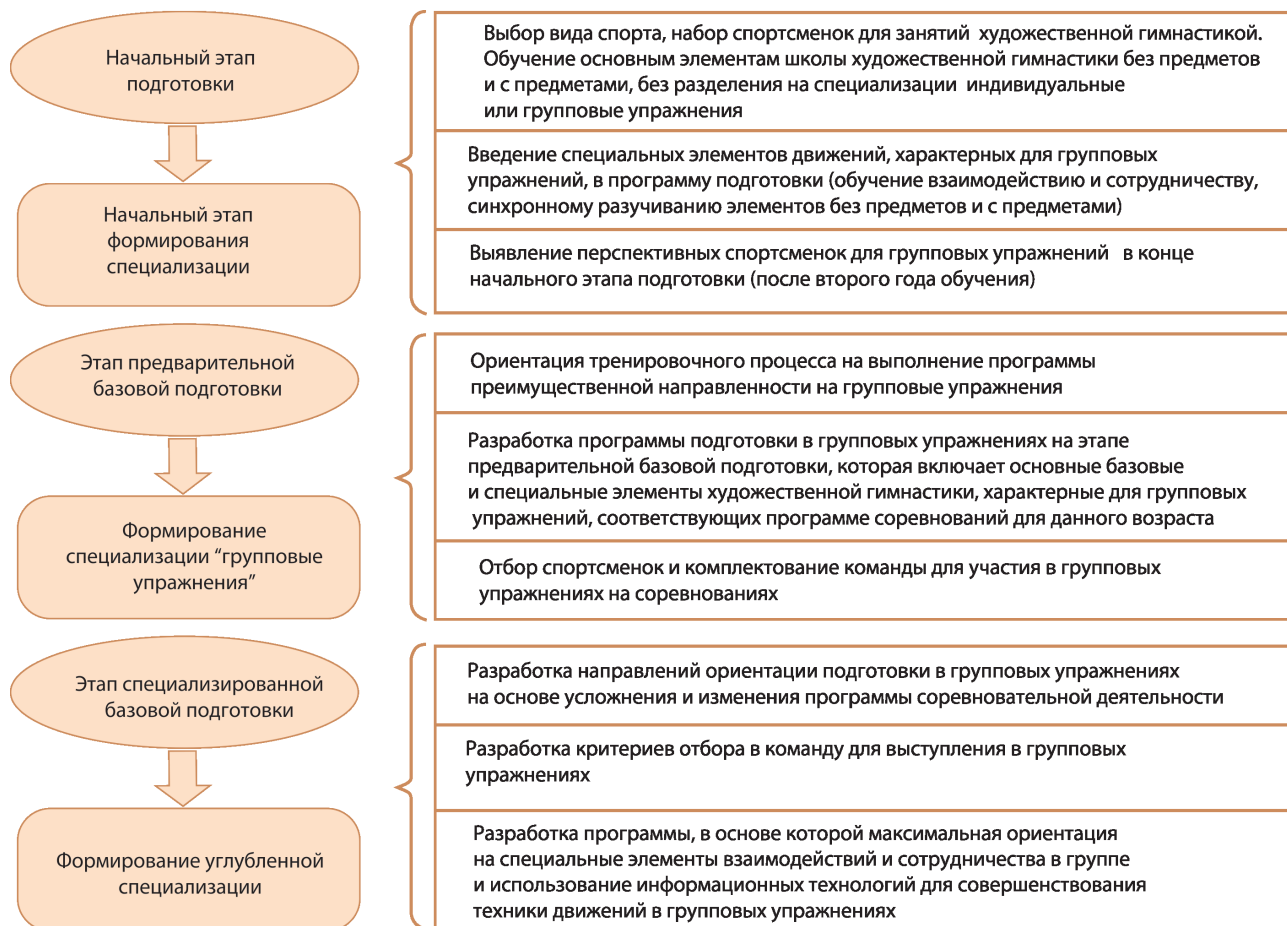 Начальный этап
подготовки
Выбор вида спорта, набор спортсменок для занятий художественной гимнастикой.
Обучение основным элементам школы художественной гимнастики без предметов
и с предметами, без разделения на специализации индивидуальные
или групповые упражнения
Начальный этап
формирования
специализации
Введение специальных элементов движений, характерных для групповых
упражнений, в программу подготовки (обучение взаимодействию и сотрудничеству,
синхронному разучиванию элементов без предметов и с предметами)
Выявление перспективных спортсменок для групповых упражнений в конце
начального этапа подготовки (после второго года обучения)
Этап предварительной
базовой подготовки
Ориентация тренировочного процесса на выполнение программы
преимущественной направленности на групповые упражнения
Разработка программы подготовки в групповых упражнениях на этапе
предварительной базовой подготовки, которая включает основные базовые
и специальные элементы художественной гимнастики, характерные для групповых
упражнений, соответствующих программе соревнований для данного возраста
Формирование
специализации “групповые
упражнения”
Отбор спортсменок и комплектование команды для участия в групповых
упражнениях на соревнованиях
Этап специализированной
базовой подготовки
Разработка направлений ориентации подготовки в групповых упражнениях
на основе усложнения и изменения программы соревновательной деятельности
Разработка критериев отбора в команду для выступления в групповых
упражнениях
Формирование углубленной
специализации
Разработка программы, в основе которой максимальная ориентация
на специальные элементы взаимодействий и сотрудничества в группе
и использование информационных технологий для совершенствования
техники движений в групповых упражнениях